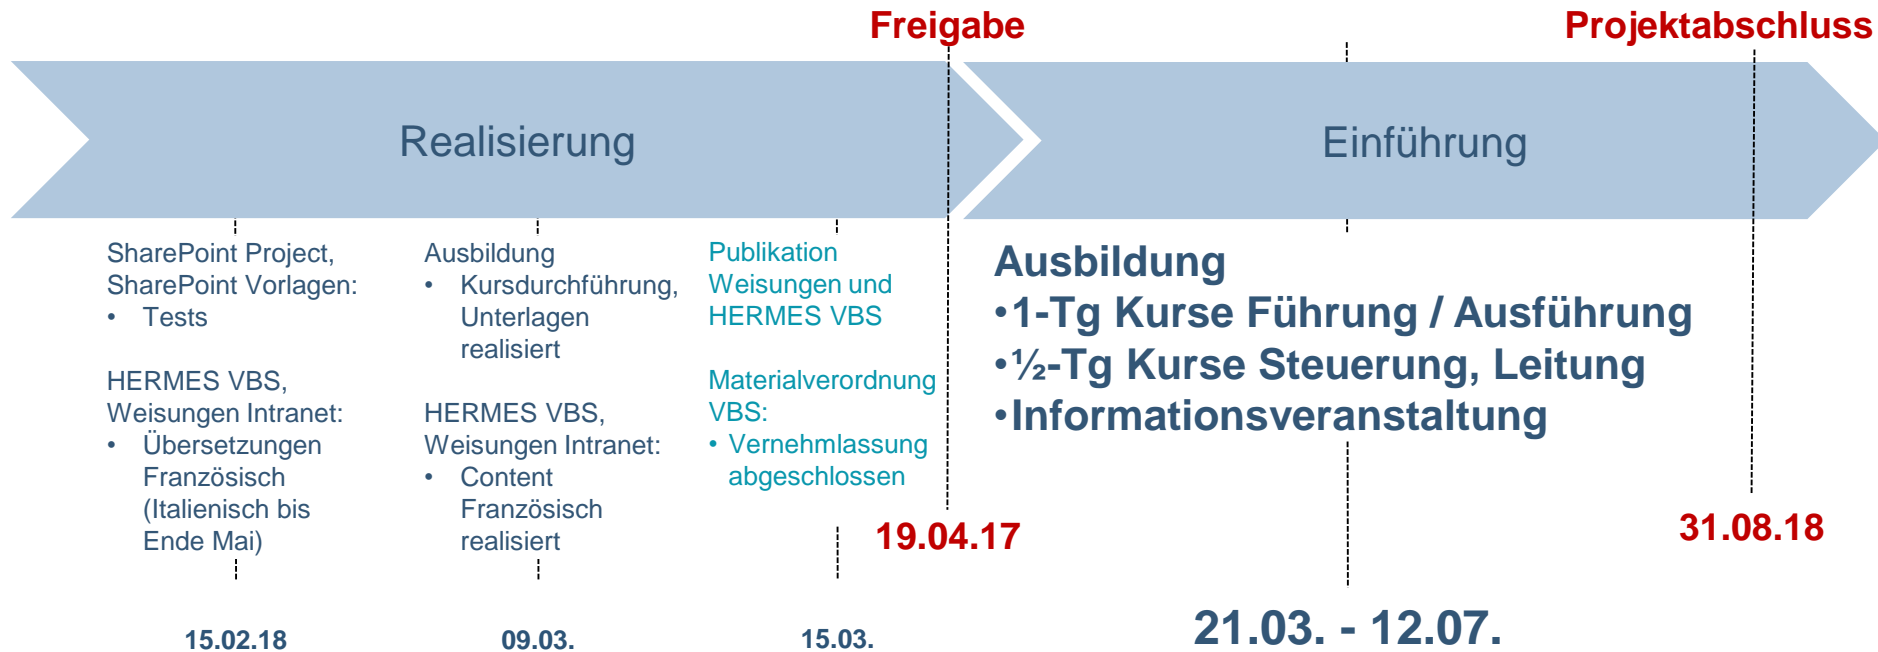 Freigabe
Projektabschluss
Realisierung
Einführung
SharePoint Project,
SharePoint Vorlagen:
• Tests
HERMES VBS,
Weisungen Intranet:
• Übersetzungen
Französisch
(Italienisch bis
Ende Mai)
15.02.18
Ausbildung
• Kursdurchführung,
Unterlagen
realisiert
HERMES VBS,
Weisungen Intranet:
• Content
Französisch
realisiert
09.03.
Publikation
Weisungen und
HERMES VBS
Materialverordnung
VBS:
• Vernehmlassung
abgeschlossen
15.03.
19.04.17
Ausbildung
•1-Tg Kurse Führung / Ausführung
•½-Tg Kurse Steuerung, Leitung
•Informationsveranstaltung
21.03. - 12.07.
31.08.18